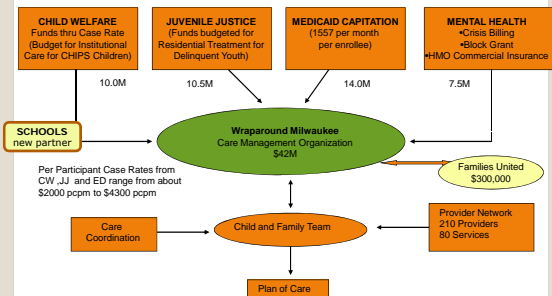 CHILD WELFARE
Funds thru Case Rate
(Budget for Institutional
Care for CHIPS Children)
JUVENILE JUSTICE
(Funds budgeted for
Residential Treatment for
Delinquent Youth)
MEDICAID CAPITATION
(1557 per month
per enrollee)
MENTAL HEALTH
•Crisis Billing
•Block Grant
•HMO Commercial Insurance
10.0M
10.5M
14.0M
7.5M
SCHOOLS
new partner
Wraparound Milwaukee
Care Management Organization
$42M
Families United
$300,000
Per Participant Case Rates from
CW ,JJ and ED range from about
$2000 pcpm to $4300 pcpm
Care
Coordination
Child and Family Team
Provider Network
210 Providers
80 Services
Plan of Care